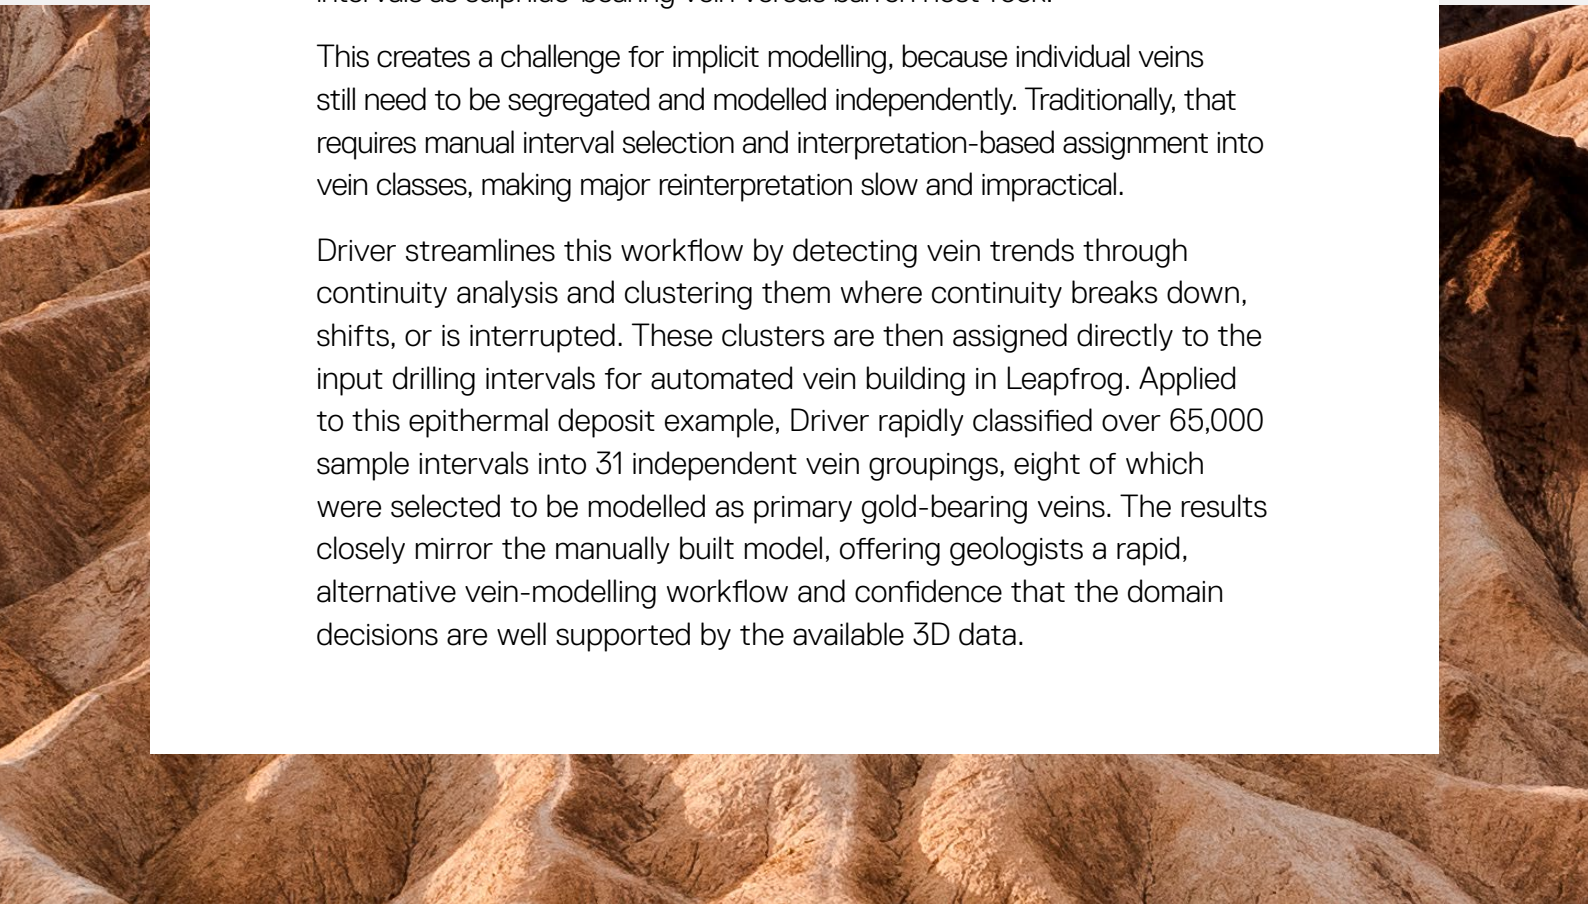 This creates a challenge for implicit modelling, because individual veins
still need to be segregated and modelled independently. Traditionally, that
requires manual interval selection and interpretation-based assignment into
vein classes, making major reinterpretation slow and impractical.
Driver streamlines this workflow by detecting vein trends through
continuity analysis and clustering them where continuity breaks down,
shifts, or is interrupted. These clusters are then assigned directly to the
input drilling intervals for automated vein building in Leapfrog. Applied
to this epithermal deposit example, Driver rapidly classified over 65,000
sample intervals into 31 independent vein groupings, eight of which
were selected to be modelled as primary gold-bearing veins. The results
closely mirror the manually built model, offering geologists a rapid,
alternative vein-modelling workflow and confidence that the domain
decisions are well supported by the available 3D data.